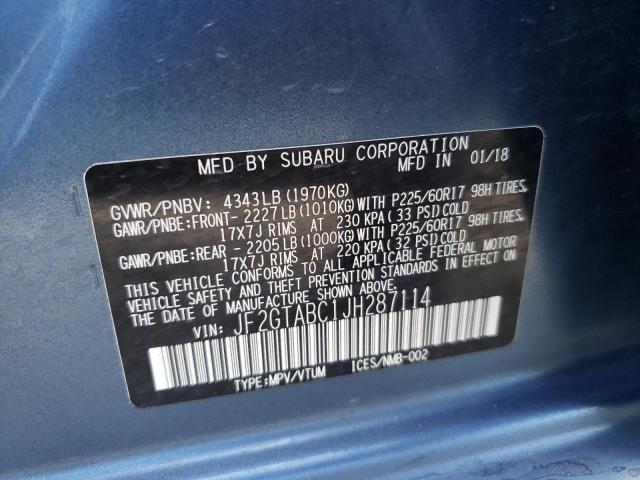 MFD BY SUBARU CORPORATION
MFD IN 01/18
GVWR/PNBV: 4343LB(1970KG)
GAWR/PNBE:FRONT-2227LB(1010KG)WITH P225/60R17 98H TIRES,
17X7J RIMS AT 230 KPA(33 PSI)COLD
GAWR/PNBE:REAR -2205LB(1000KG)WITH P225/60R17 98H TIRES,
17X7J RIMS AT 220 KPA(32 PSI)COLD
THIS VEHICLE CONFORMS TO ALL APPLICABLE FEDERAL MOTOR
VEHICLE SAFETY AND THEFT PREVENTION STANDARDS IN EFFECT ON
THE DATE OF MANUFACTURE SHOWN ABOVE.
VIN: JF2GTABC1JH287114
TYPE:MPV/VTUM ICES/NMB-002